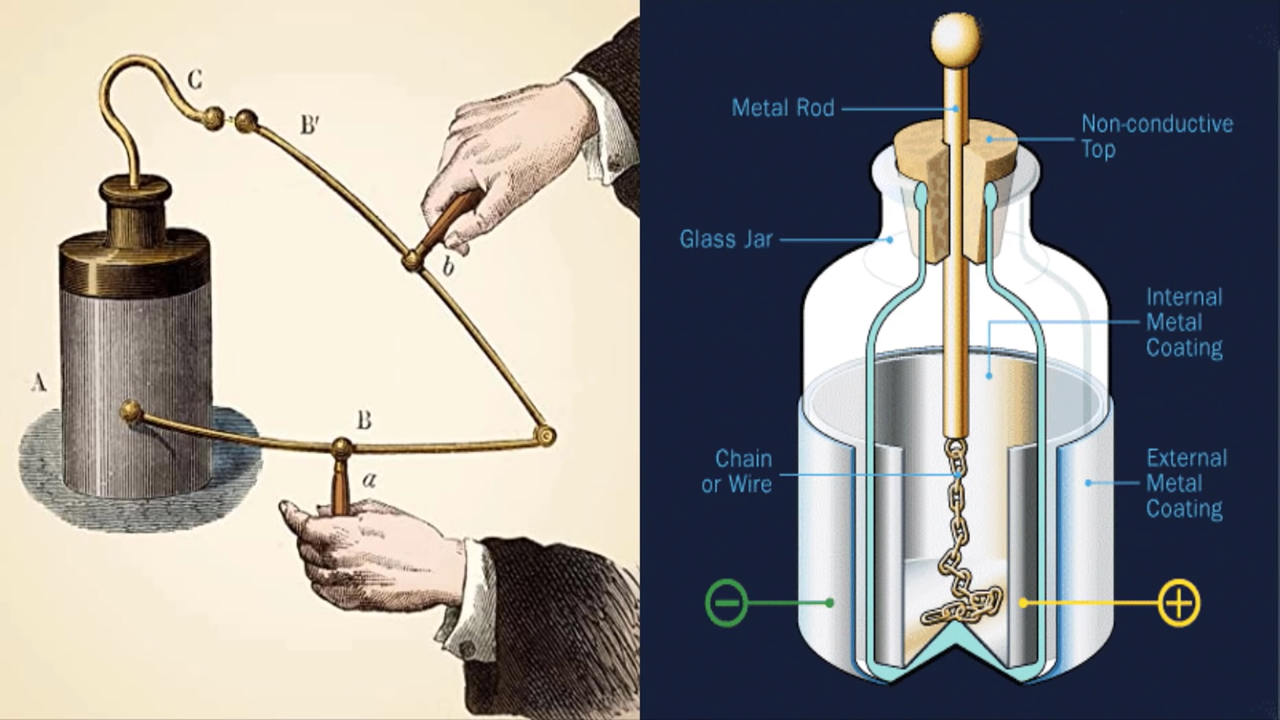 C
B'
b
A
B
a
Metal Rod
Non-conductive
Top
Glass Jar
Internal
Metal
Coating
Chain
or Wire
External
Metal
Coating
−
+